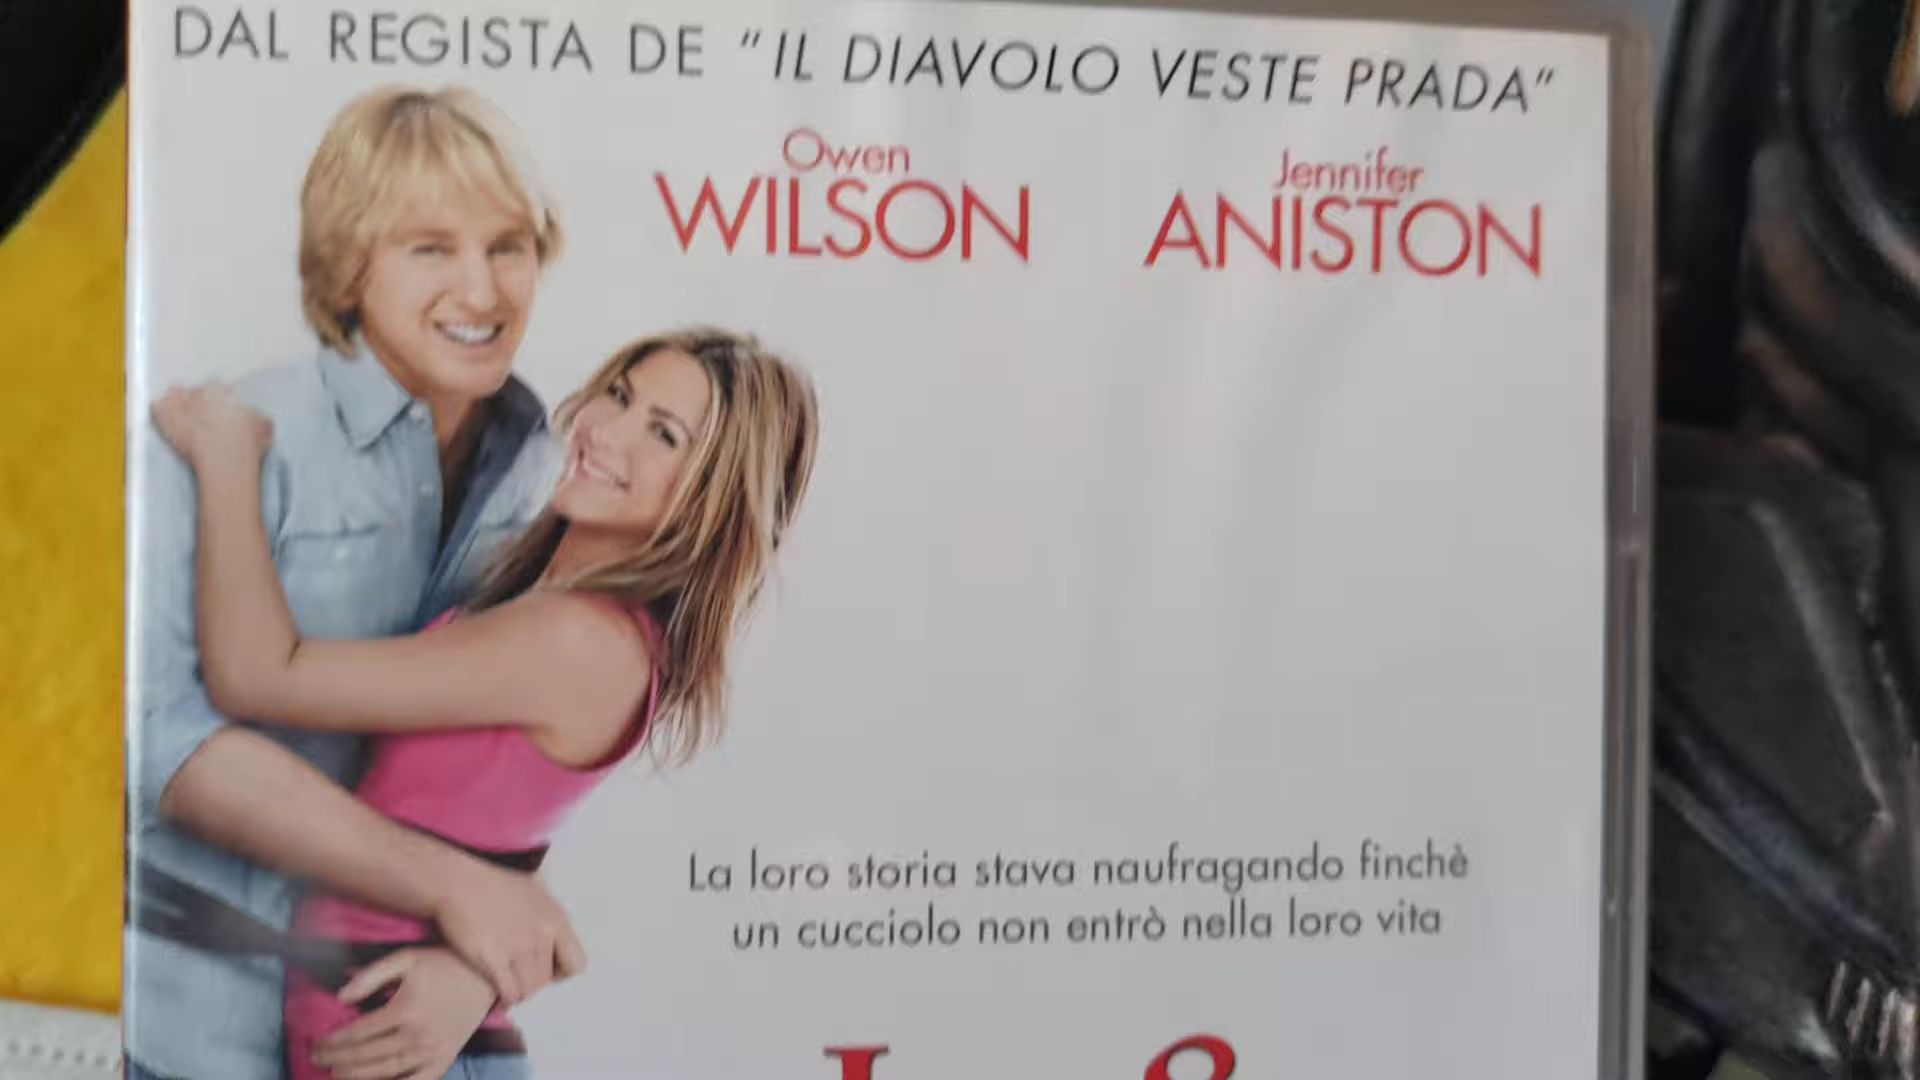 DAL REGISTA DE "IL DIAVOLO VESTE PRADA"
Owen
WILSON
Jennifer
ANISTON
La loro storia stava naufragando finchè
un cucciolo non entrò nella loro vita